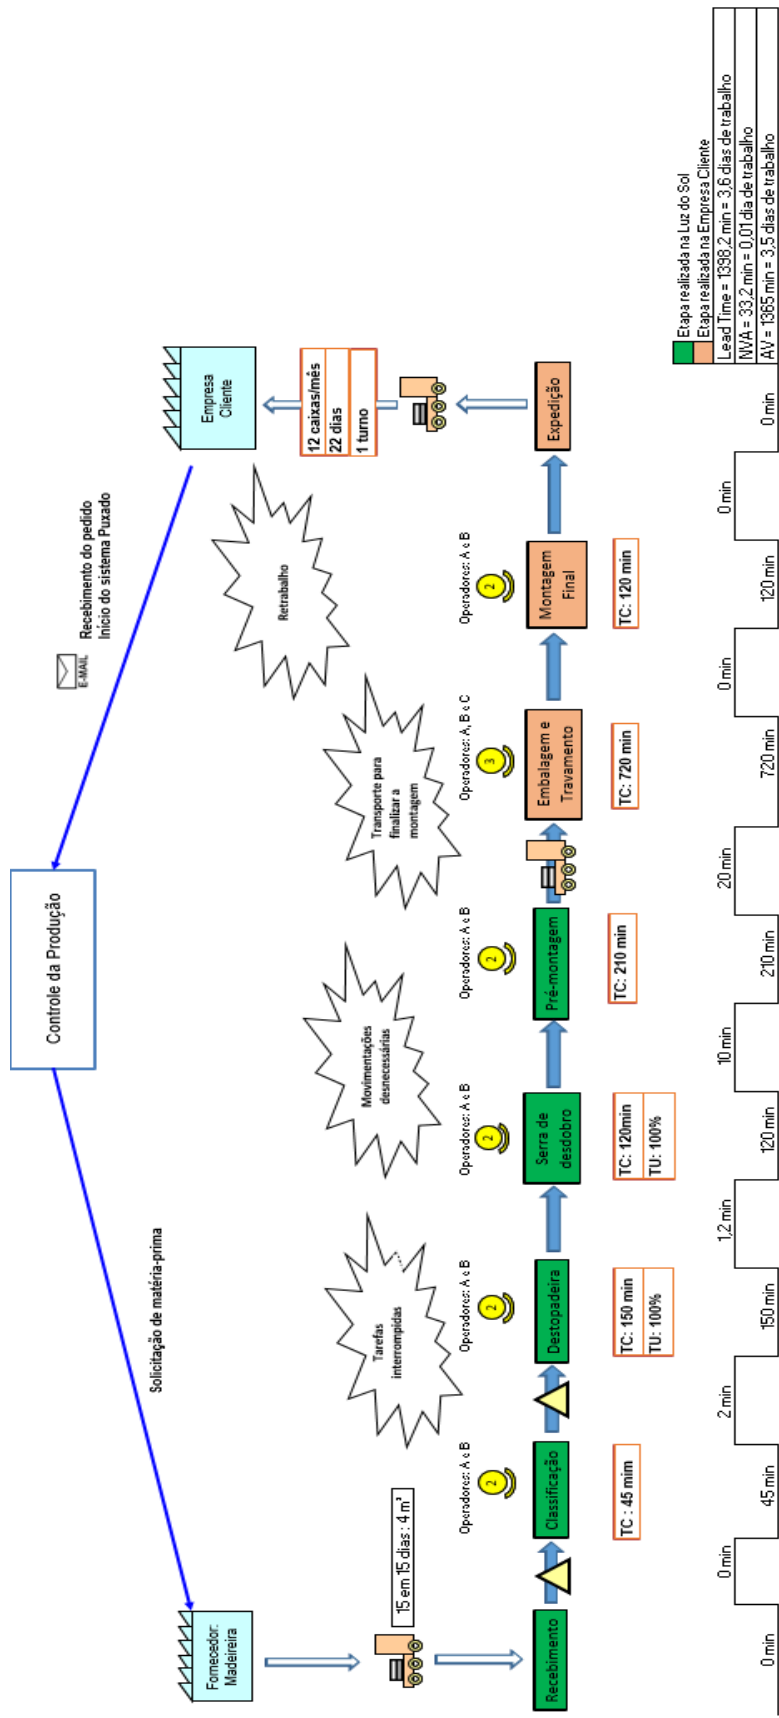 Controle da Produção
Solicitação de matéria-prima
E-MAIL
Recebimento do pedido
Início do sistema Puxado
Fornecedor:
Madeireira
Empresa
Cliente
15 em 15 dias : 4 m³
12 caixas/mês
22 dias
1 turno
Tarefas
interrompidas
Movimentações
desnecessárias
Transporte para
finalizar a
montagem
Retrabalho
Operadores: A e B
2
Operadores: A e B
2
Operadores: A e B
2
Operadores: A e B
2
Operadores: A, B e C
3
Operadores: A e B
2
Recebimento
Classificação
Destopadeira
Serra de
desdobro
Pré-montagem
Embalagem e
Travamento
Montagem
Final
Expedição
TC : 45 mim
TC: 150 min
TU: 100%
TC: 120min
TU: 100%
TC: 210 min
TC: 720 min
TC: 120 min
Etapa realizada na Luz do Sol
Etapa realizada na Empresa Cliente
0 min
0 min
45 min
2 min
150 min
1,2 min
120 min
10 min
210 min
20 min
720 min
0 min
120 min
0 min
0 min
Lead Time = 1398,2 min = 3,6 dias de trabalho
NVA = 33,2 min = 0,01 dia de trabalho
AV = 1365 min = 3,5 dias de trabalho